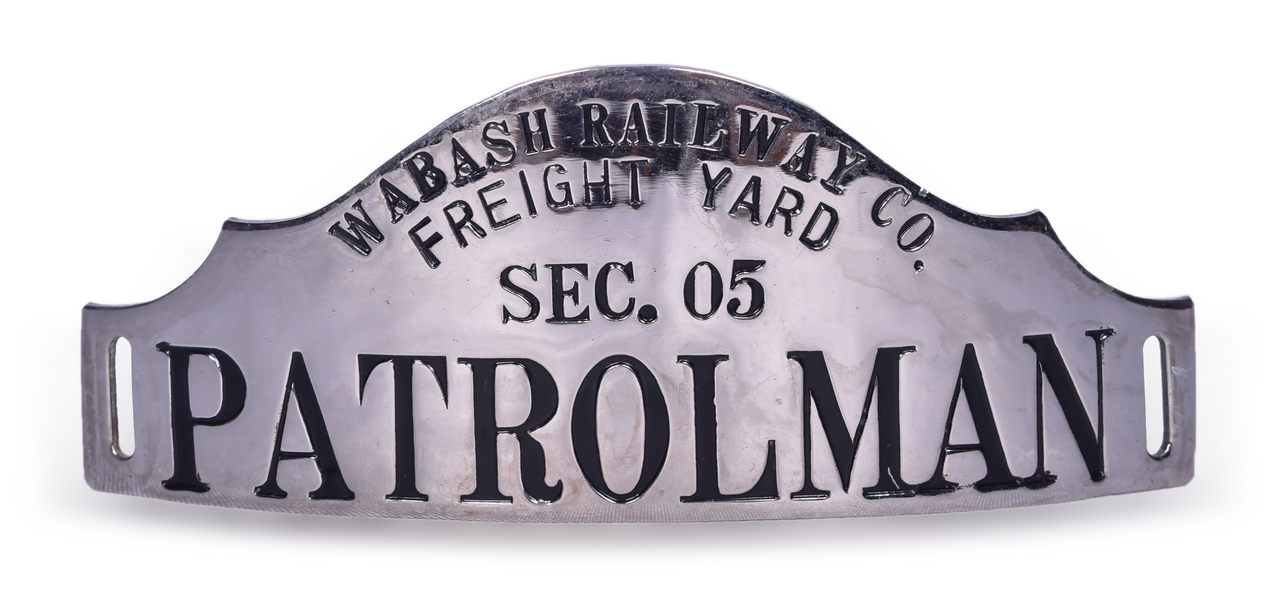 WABASH RAILWAY CO.
FREIGHT YARD
SEC. 05
PATROLMAN